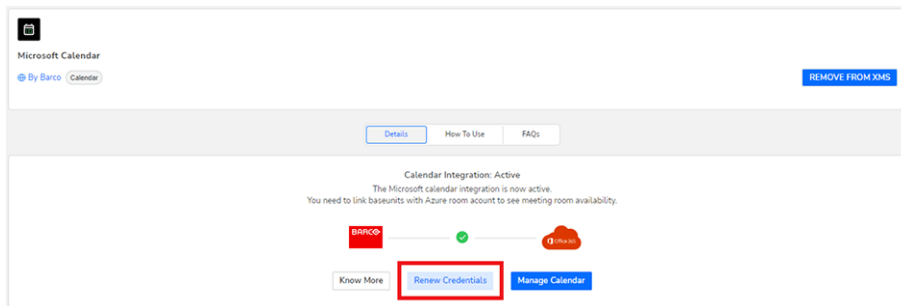 Microsoft Calendar
By Barco Calendar
REMOVE FROM XMS
Details How To Use FAQs
Calendar Integration: Active
The Microsoft calendar integration is now active.
You need to link baseunits with Azure room acount to see meeting room availability.
BARCO Office 365
Know More Renew Credentials Manage Calendar